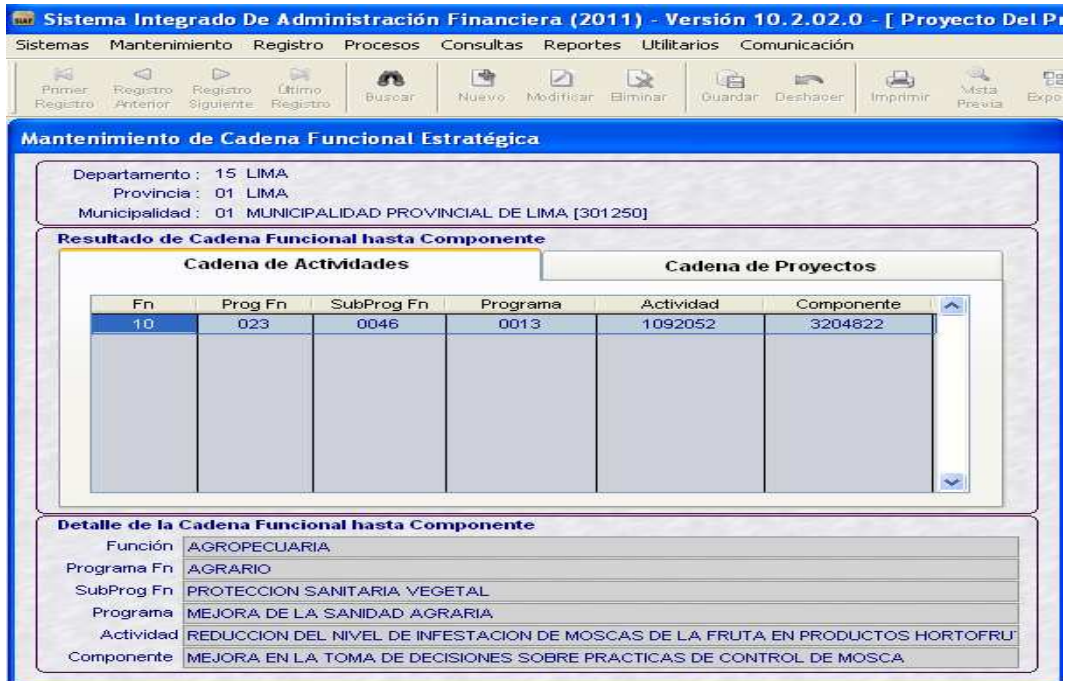 SIAF Sistema Integrado De Administración Financiera (2011) - Versión 10.2.02.0 - [ Proyecto Del
Sistemas Mantenimiento Registro Procesos Consultas Reportes Utilitarios Comunicación
Primer Registro Registro Anterior Registro Siguiente Último Registro Buscar Nuevo Modificar Eliminar Guardar Deshacer Imprimir Vista Previa
Mantenimiento de Cadena Funcional Estratégica
Departamento : 15 LIMA
Provincia : 01 LIMA
Municipalidad : 01 MUNICIPALIDAD PROVINCIAL DE LIMA [301250]
Resultado de Cadena Funcional hasta Componente
Cadena de Actividades Cadena de Proyectos
Fn Prog Fn SubProg Fn Programa Actividad Componente
10 023 0046 0013 1092052 3204822
Detalle de la Cadena Funcional hasta Componente
Función AGROPECUARIA
Programa Fn AGRARIO
SubProg Fn PROTECCION SANITARIA VEGETAL
Programa MEJORA DE LA SANIDAD AGRARIA
Actividad REDUCCION DEL NIVEL DE INFESTACION DE MOSCAS DE LA FRUTA EN PRODUCTOS HORTOFRUT
Componente MEJORA EN LA TOMA DE DECISIONES SOBRE PRACTICAS DE CONTROL DE MOSCA